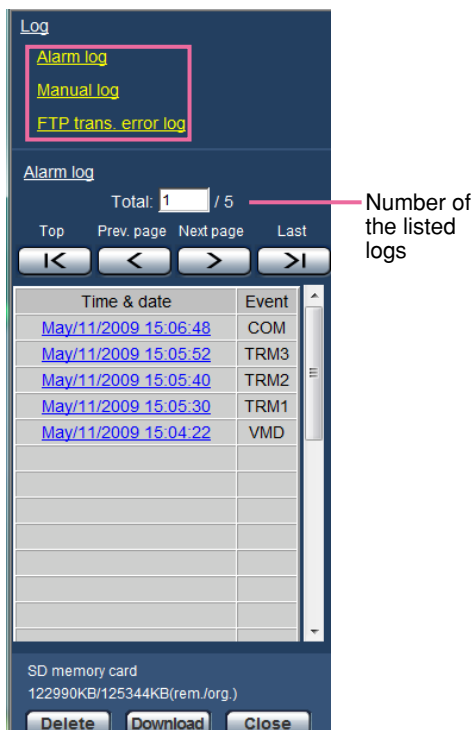 Log
Alarm log
Manual log
FTP trans. error log
Alarm log
Total: 1 / 5
Number of
the listed
logs
Top Prev. page Next page Last
Time & date Event
May/11/2009 15:06:48 COM
May/11/2009 15:05:52 TRM3
May/11/2009 15:05:40 TRM2
May/11/2009 15:05:30 TRM1
May/11/2009 15:04:22 VMD
SD memory card
122990KB/125344KB(rem./org.)
Delete Download Close